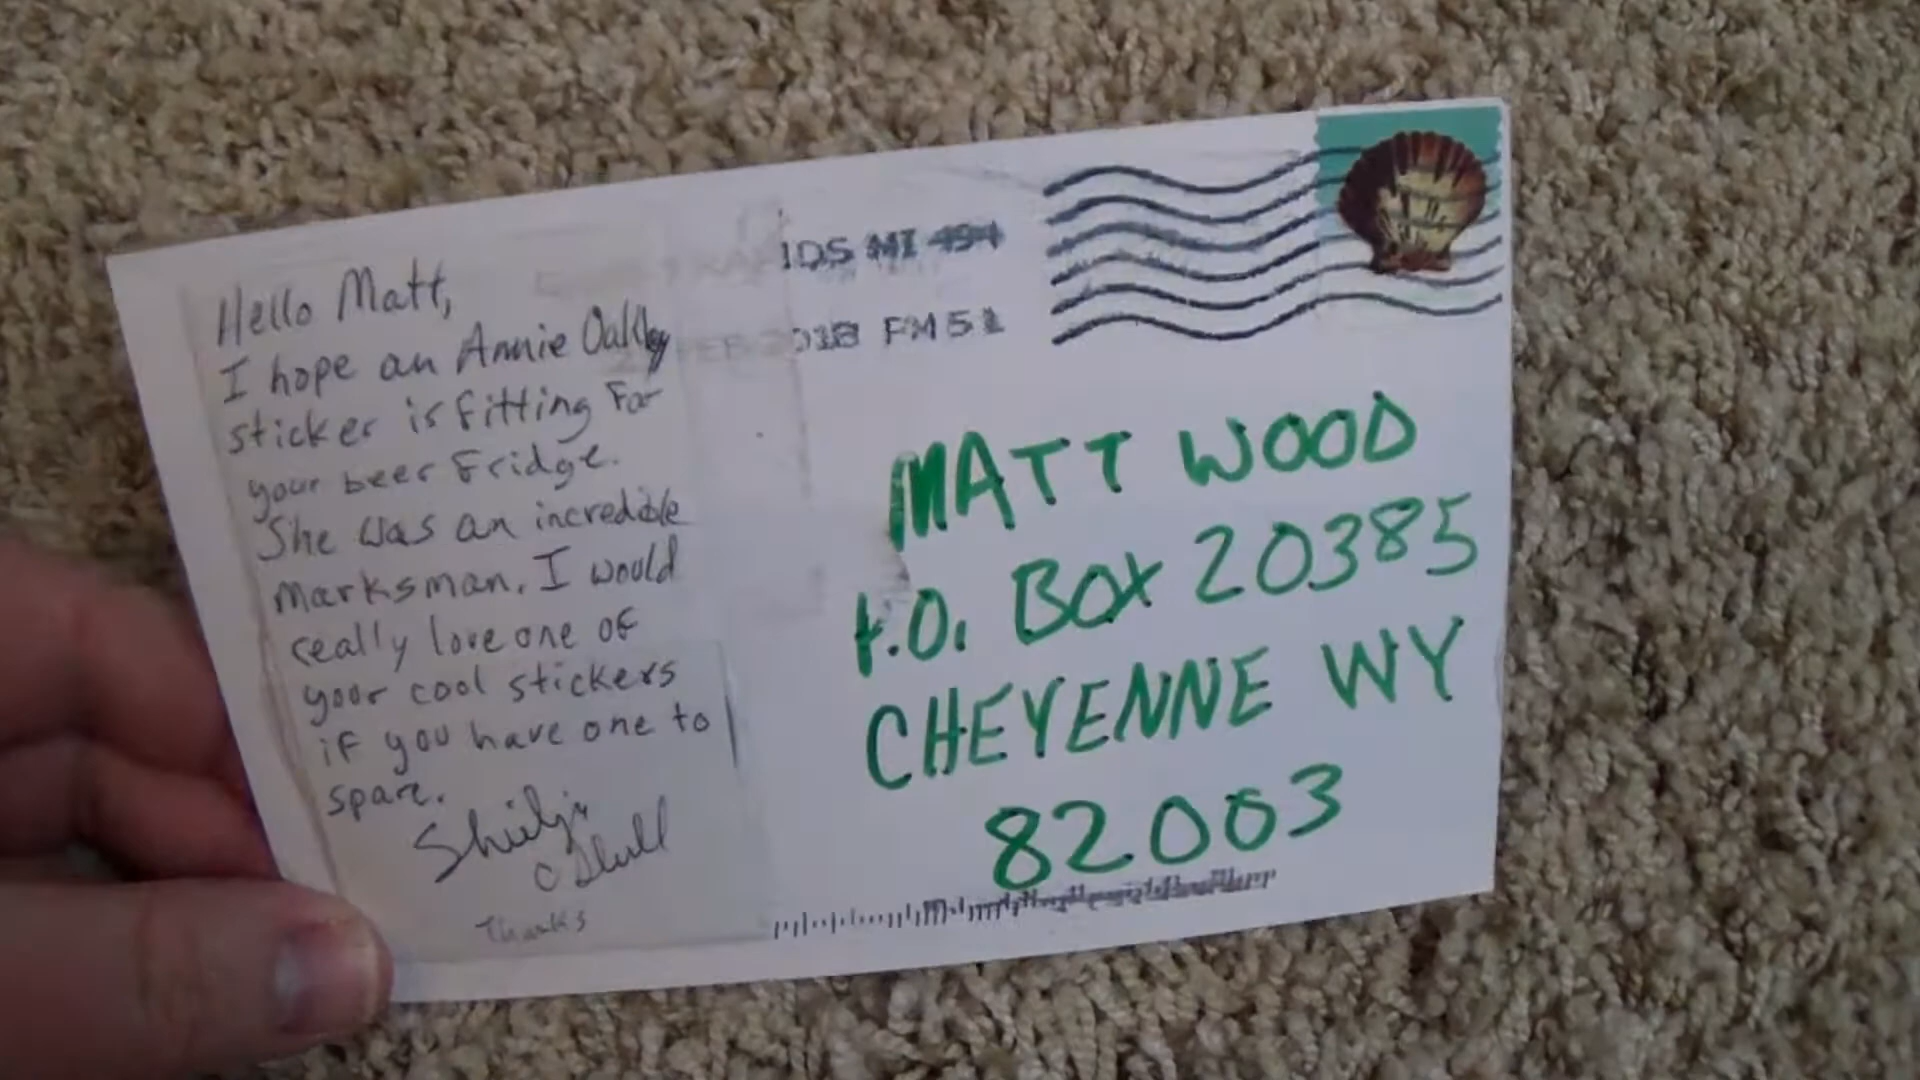 Hello Matt,
I hope an Annie Oakley
sticker is fitting for
your beer fridge.
She was an incredible
marksman. I would
really love one of
your cool stickers
if you have one to
spare.
Thanks
IDS MI 494
2018 PM 5 L
MATT WOOD
P.O. BOX 20385
CHEYENNE WY
82003